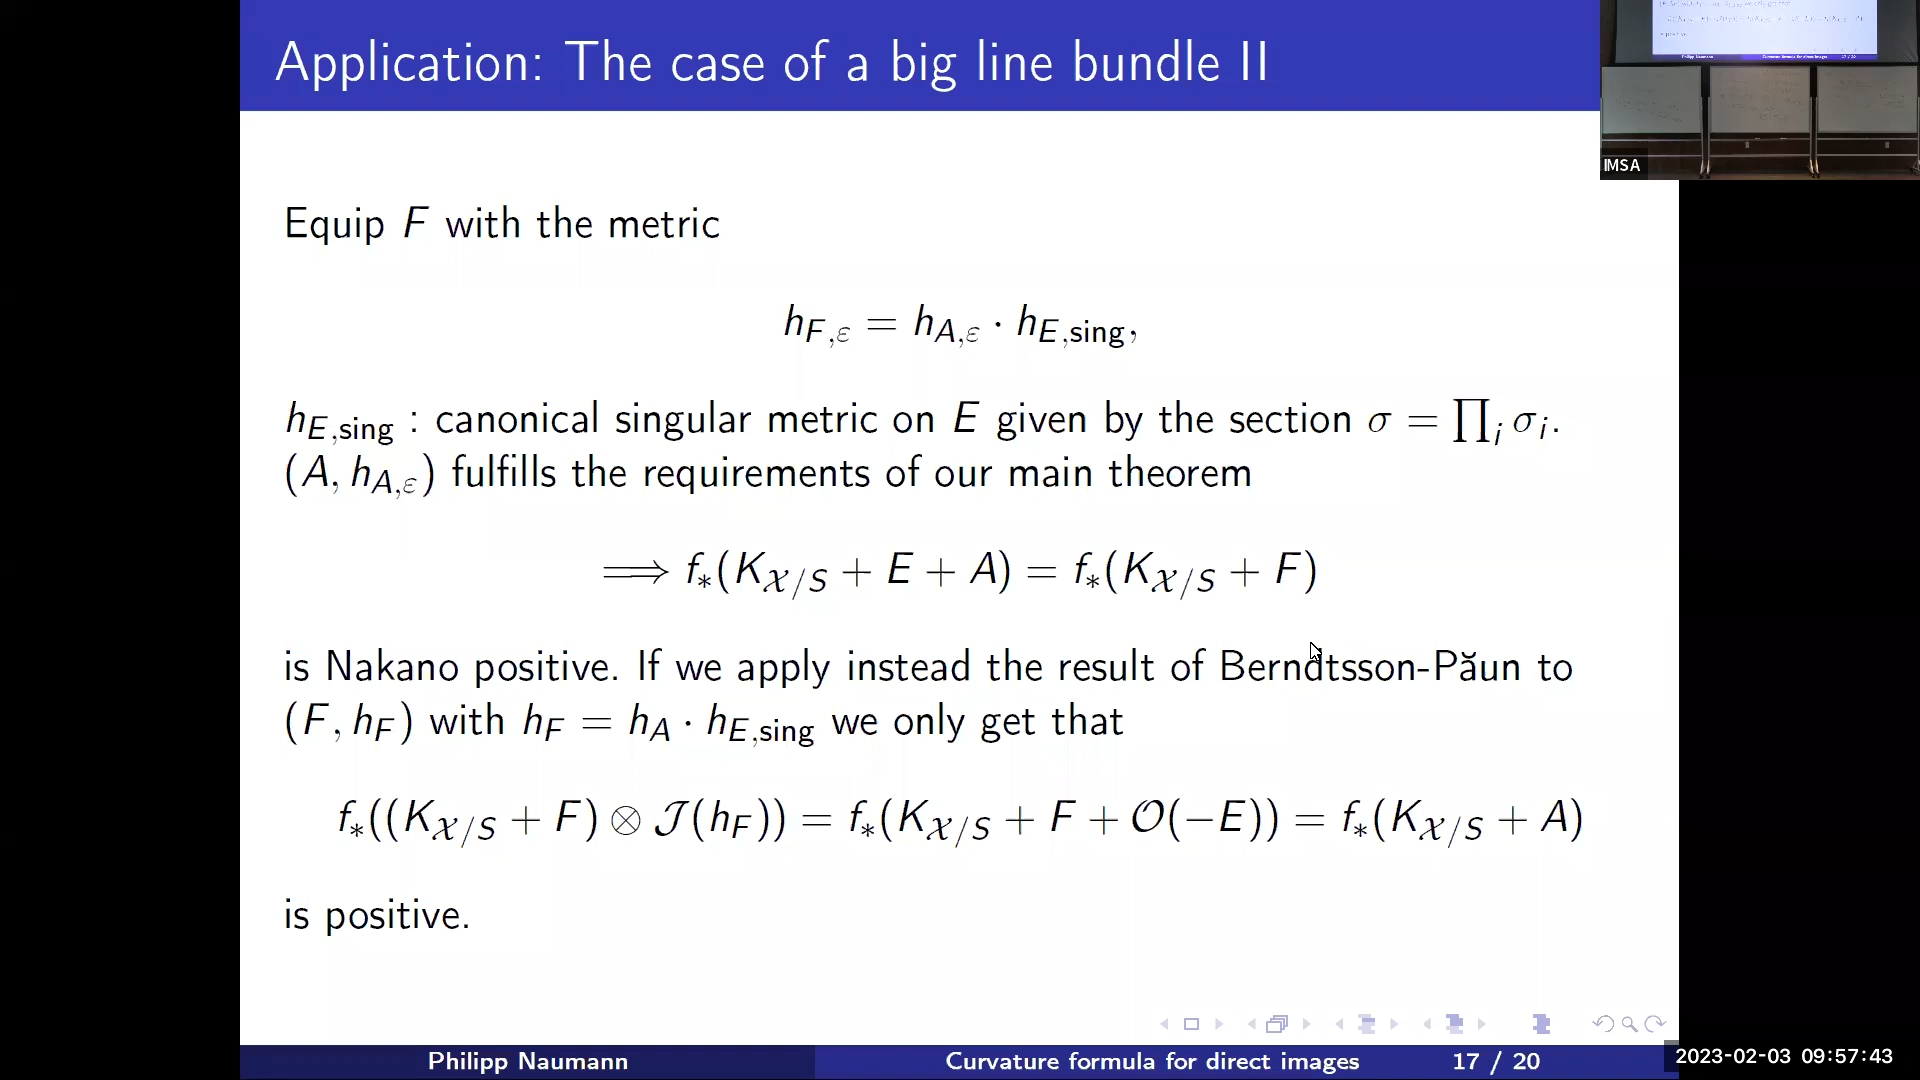 Application: The case of a big line bundle II
IMSA
Equip F with the metric
h_{F,ε} = h_{A,ε} · h_{E,sing},
h_{E,sing} : canonical singular metric on E given by the section σ = ∏_i σ_i.
(A, h_{A,ε}) fulfills the requirements of our main theorem
⟹ f_*(K_{𝒳/S} + E + A) = f_*(K_{𝒳/S} + F)
is Nakano positive. If we apply instead the result of Berndtsson-Păun to
(F, h_F) with h_F = h_A · h_{E,sing} we only get that
f_*((K_{𝒳/S} + F) ⊗ 𝒥(h_F)) = f_*(K_{𝒳/S} + F + 𝒪(−E)) = f_*(K_{𝒳/S} + A)
is positive.
Philipp Naumann
Curvature formula for direct images
17 / 20
2023-02-03 09:57:43